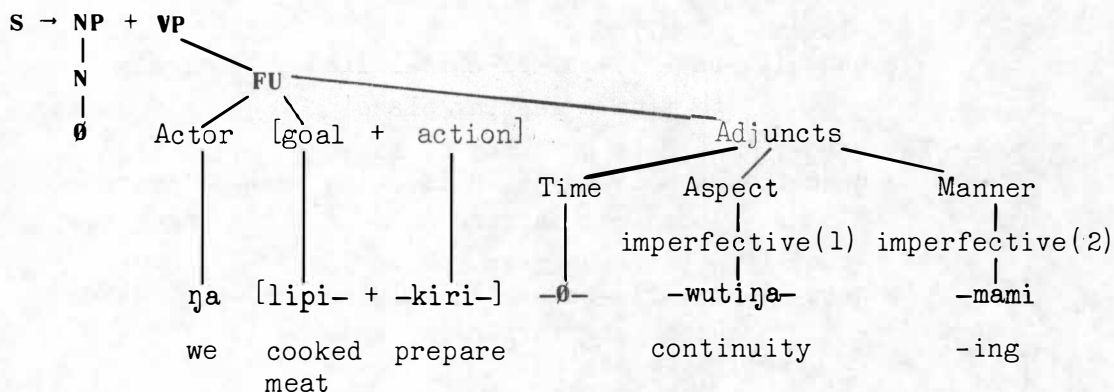 S → NP + VP
N FU
Ø Actor [goal + action] Adjuncts
Time Aspect Manner
imperfective(1) imperfective(2)
ŋa [lipi– + –kiri–] –Ø– –wutiŋa– –mami
we cooked prepare continuity -ing
meat